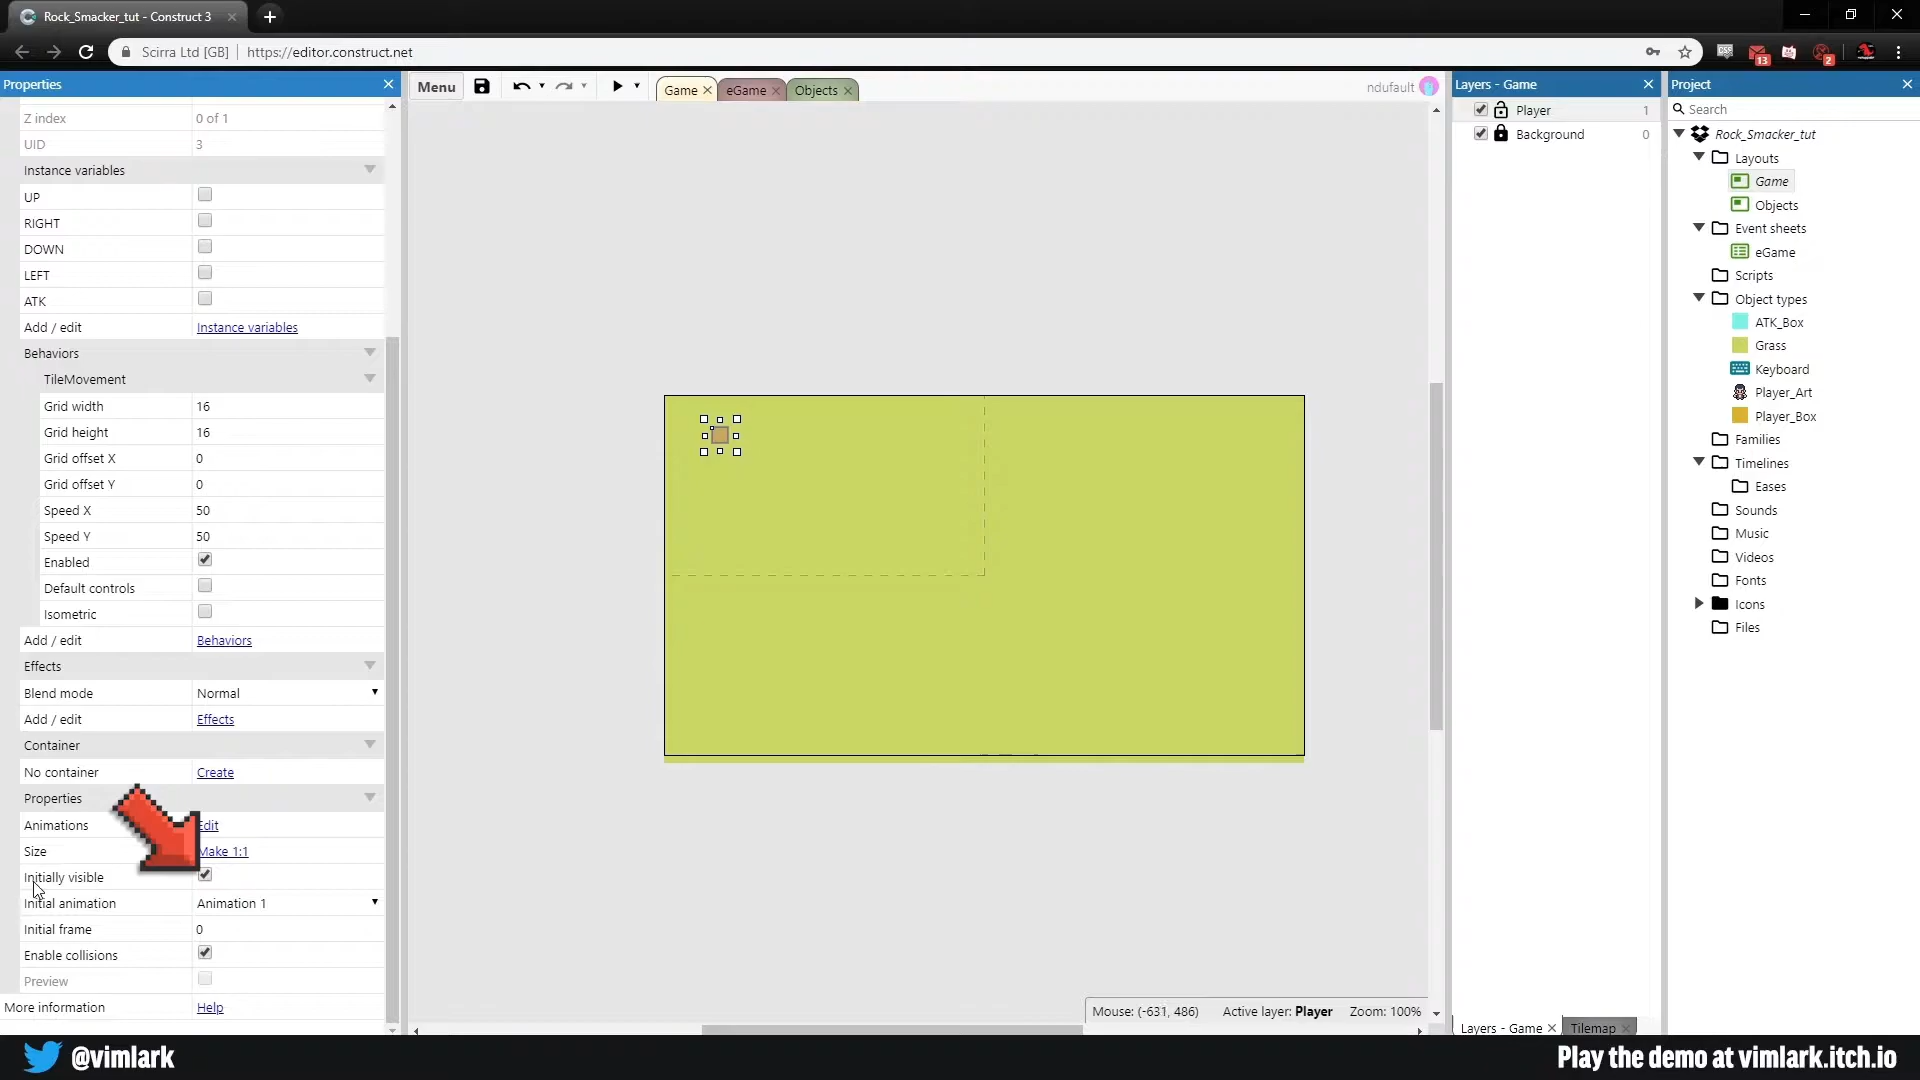 Rock_Smacker_tut - Construct 3
Scirra Ltd [GB] https://editor.construct.net
13
2
Properties
Menu
Game
eGame
Objects
ndufault
Layers - Game
Project
Z index 0 of 1
UID 3
Instance variables
UP
RIGHT
DOWN
LEFT
ATK
Add / edit Instance variables
Behaviors
TileMovement
Grid width 16
Grid height 16
Grid offset X 0
Grid offset Y 0
Speed X 50
Speed Y 50
Enabled
Default controls
Isometric
Add / edit Behaviors
Effects
Blend mode Normal
Add / edit Effects
Container
No container Create
Properties
Animations Edit
Size Make 1:1
Initially visible
Initial animation Animation 1
Initial frame 0
Enable collisions
Preview
More information Help
Mouse: (-631, 486) Active layer: Player Zoom: 100%
Player 1
Background 0
Layers - Game
Tilemap
Search
Rock_Smacker_tut
Layouts
Game
Objects
Event sheets
eGame
Scripts
Object types
ATK_Box
Grass
Keyboard
Player_Art
Player_Box
Families
Timelines
Eases
Sounds
Music
Videos
Fonts
Icons
Files
@vimlark
Play the demo at vimlark.itch.io